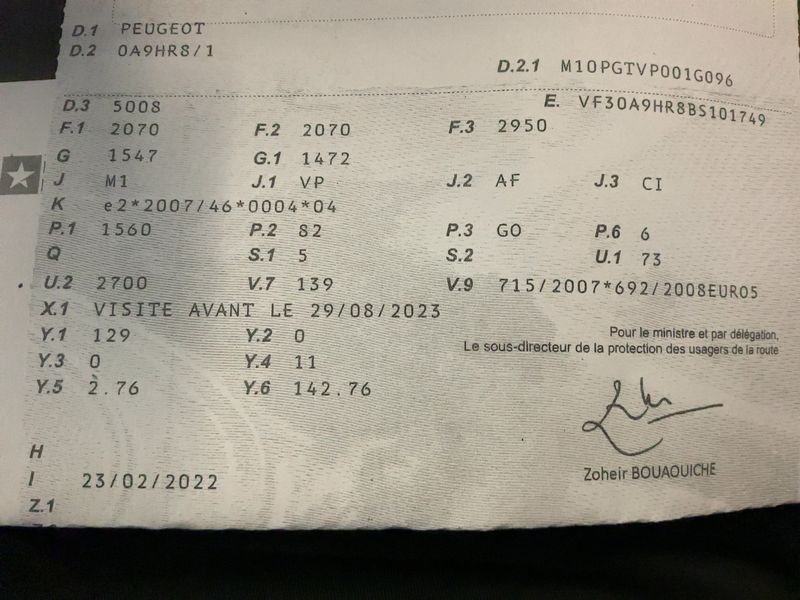 D.1 PEUGEOT
D.2 0A9HR8/1
D.2.1 M10PGTVP001G096
D.3 5008
E. VF30A9HR8BS101749
F.1 2070 F.2 2070 F.3 2950
G 1547 G.1 1472
J M1 J.1 VP J.2 AF J.3 CI
K e2*2007/46*0004*04
P.1 1560 P.2 82 P.3 GO P.6 6
Q S.1 5 S.2 U.1 73
U.2 2700 V.7 139 V.9 715/2007*692/2008EURO5
X.1 VISITE AVANT LE 29/08/2023
Y.1 129 Y.2 0
Pour le ministre et par délégation,
Le sous-directeur de la protection des usagers de la route
Y.3 0 Y.4 11
Y.5 2.76 Y.6 142.76
Zoheir BOUAOUICHE
H
I 23/02/2022
Z.1